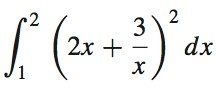 ∫₁² (2x + 3/x)² dx